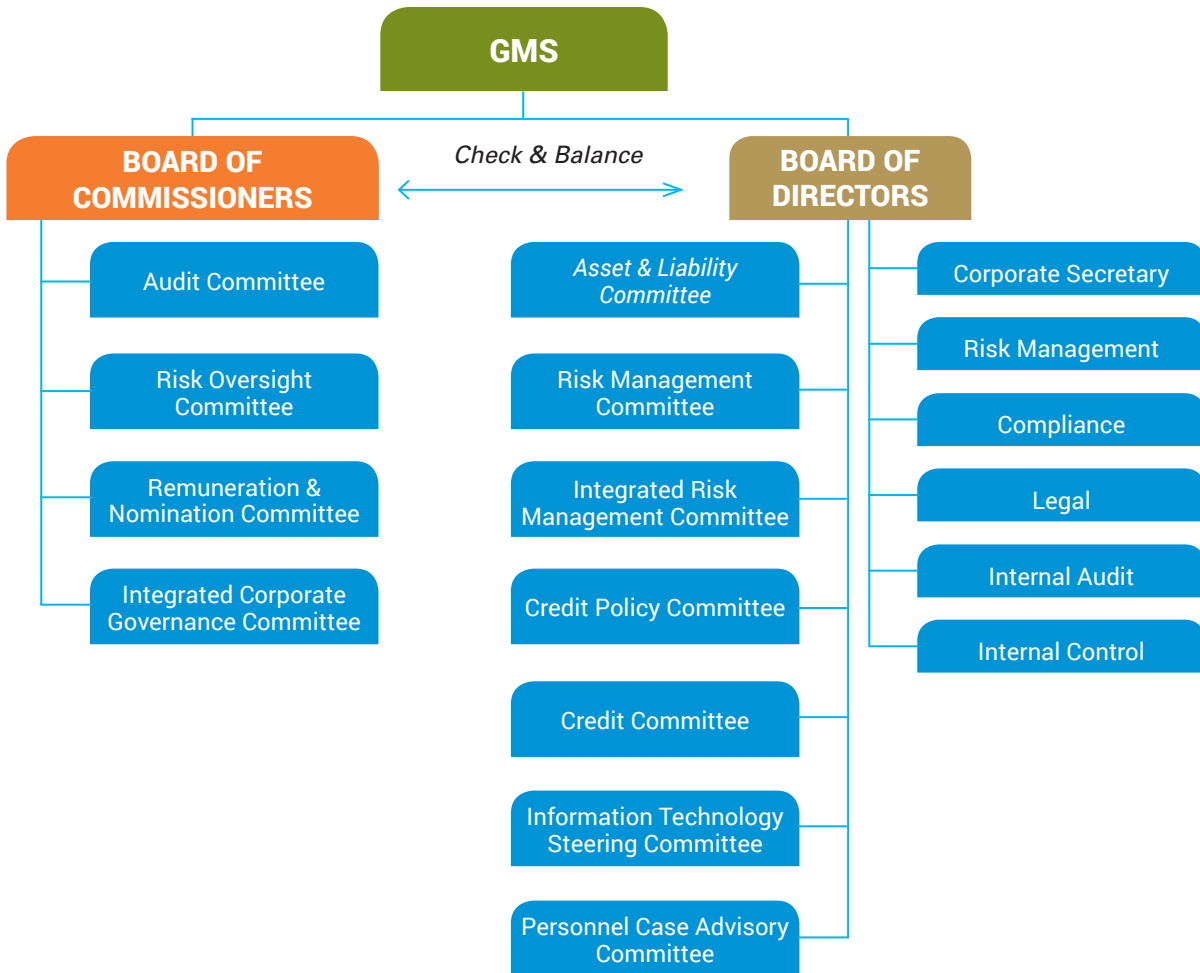 GMS
BOARD OF
COMMISSIONERS
Check & Balance
BOARD OF
DIRECTORS
Audit Committee
Risk Oversight
Committee
Remuneration &
Nomination Committee
Integrated Corporate
Governance Committee
Asset & Liability
Committee
Risk Management
Committee
Integrated Risk
Management Committee
Credit Policy Committee
Credit Committee
Information Technology
Steering Committee
Personnel Case Advisory
Committee
Corporate Secretary
Risk Management
Compliance
Legal
Internal Audit
Internal Control